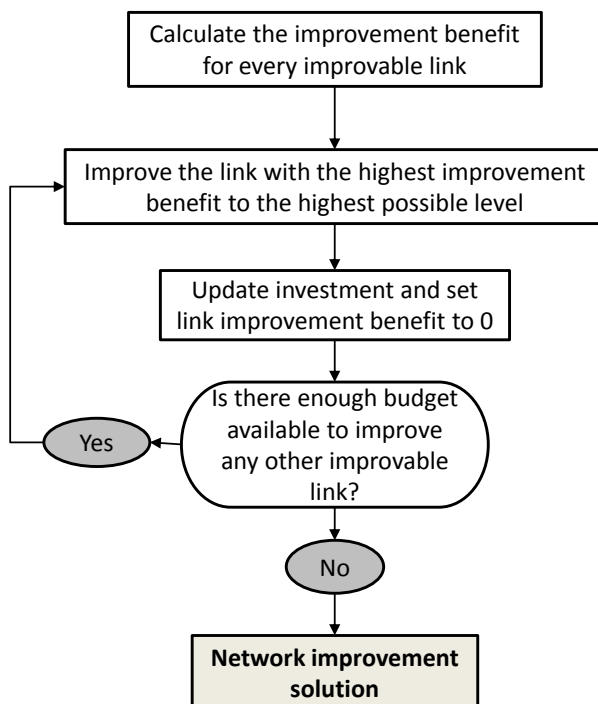 Calculate the improvement benefit
for every improvable link
Improve the link with the highest improvement
benefit to the highest possible level
Update investment and set
link improvement benefit to 0
Is there enough budget
available to improve
any other improvable
link?
Yes
No
Network improvement
solution